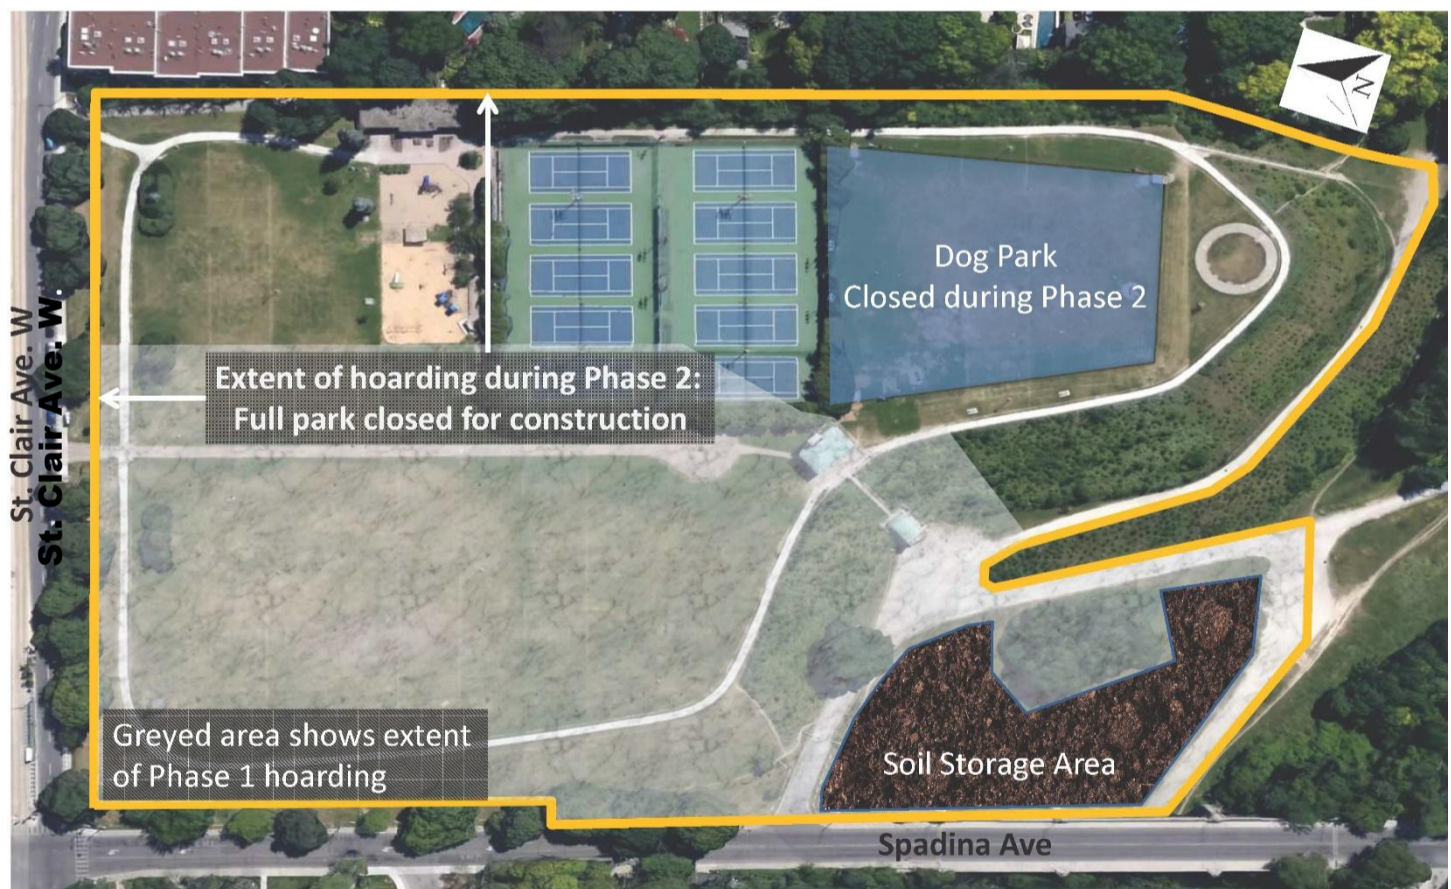 N
Dog Park
Closed during Phase 2
St. Clair Ave. W
St. Clair Ave. W.
Extent of hoarding during Phase 2:
Full park closed for construction
Greyed area shows extent
of Phase 1 hoarding
Soil Storage Area
Spadina Ave